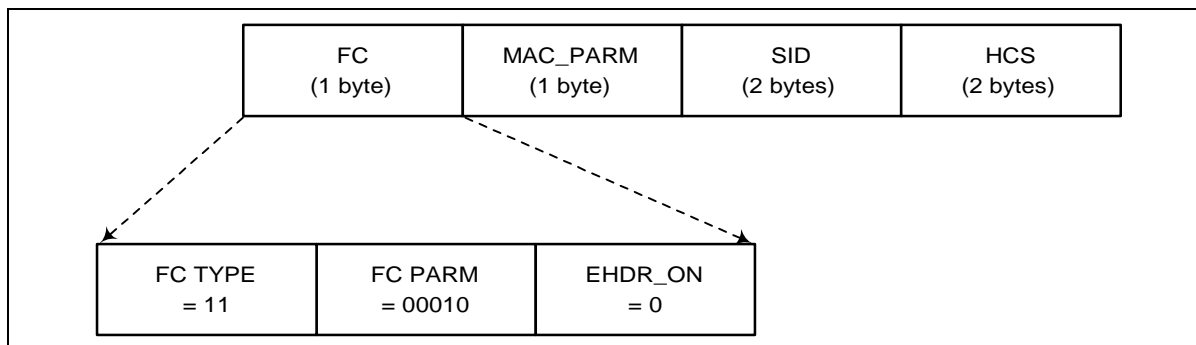 FC
(1 byte)
MAC_PARM
(1 byte)
SID
(2 bytes)
HCS
(2 bytes)
FC TYPE
= 11
FC PARM
= 00010
EHDR_ON
= 0